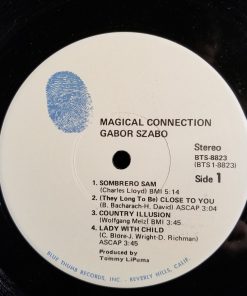 MAGICAL CONNECTION
GABOR SZABO
Stereo
BTS-8823
(BTS 1-8823)
Side 1
1. SOMBRERO SAM
(Charles Lloyd) BMI 5:14
2. (They Long To Be) CLOSE TO YOU
(B. Bacharach-H. David) ASCAP 3:04
3. COUNTRY ILLUSION
(Wolfgang Melz) BMI 3:45
4. LADY WITH CHILD
(C. Blore-J. Wright-D. Richman)
ASCAP 3:45
Produced by
Tommy LiPuma
BLUE THUMB RECORDS, INC. · BEVERLY HILLS, CALIF.